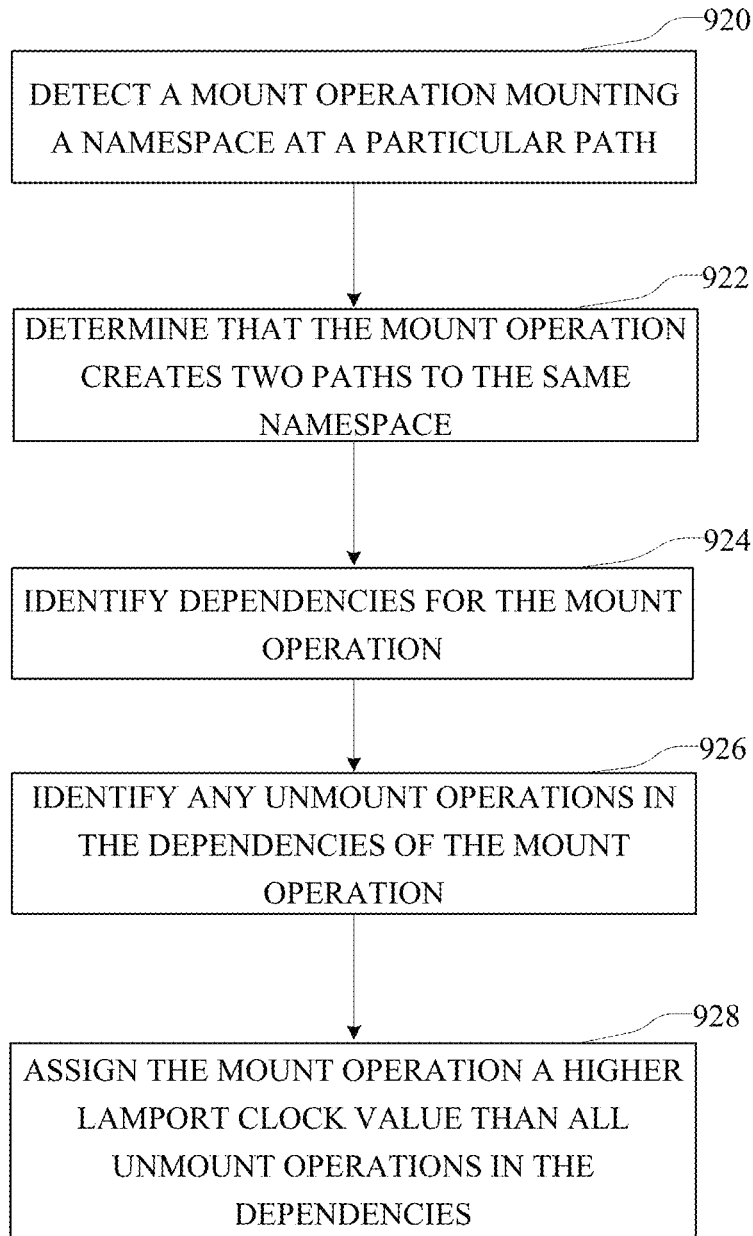 920
DETECT A MOUNT OPERATION MOUNTING
A NAMESPACE AT A PARTICULAR PATH
922
DETERMINE THAT THE MOUNT OPERATION
CREATES TWO PATHS TO THE SAME
NAMESPACE
924
IDENTIFY DEPENDENCIES FOR THE MOUNT
OPERATION
926
IDENTIFY ANY UNMOUNT OPERATIONS IN
THE DEPENDENCIES OF THE MOUNT
OPERATION
928
ASSIGN THE MOUNT OPERATION A HIGHER
LAMPORT CLOCK VALUE THAN ALL
UNMOUNT OPERATIONS IN THE
DEPENDENCIES